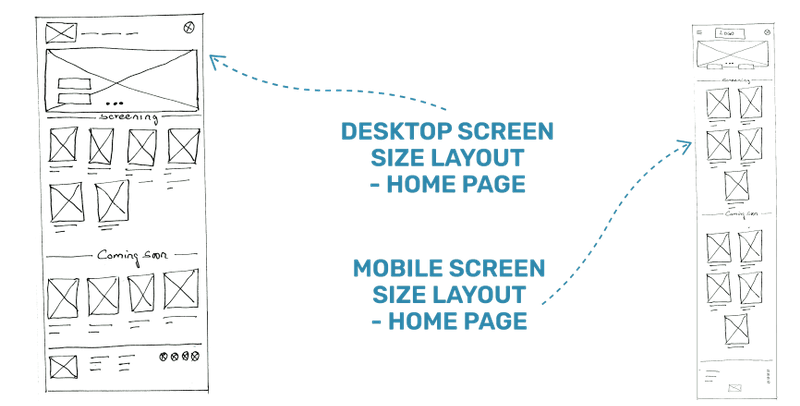 Screening
Coming Soon
DESKTOP SCREEN
SIZE LAYOUT
- HOME PAGE
MOBILE SCREEN
SIZE LAYOUT
- HOME PAGE
Logo
Screening
Coming Soon